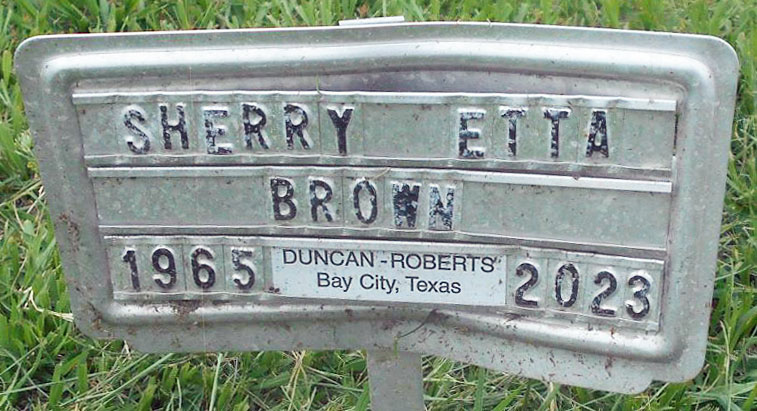 SHERRY ETTA
BROWN
1965 DUNCAN-ROBERTS 2023
Bay City, Texas